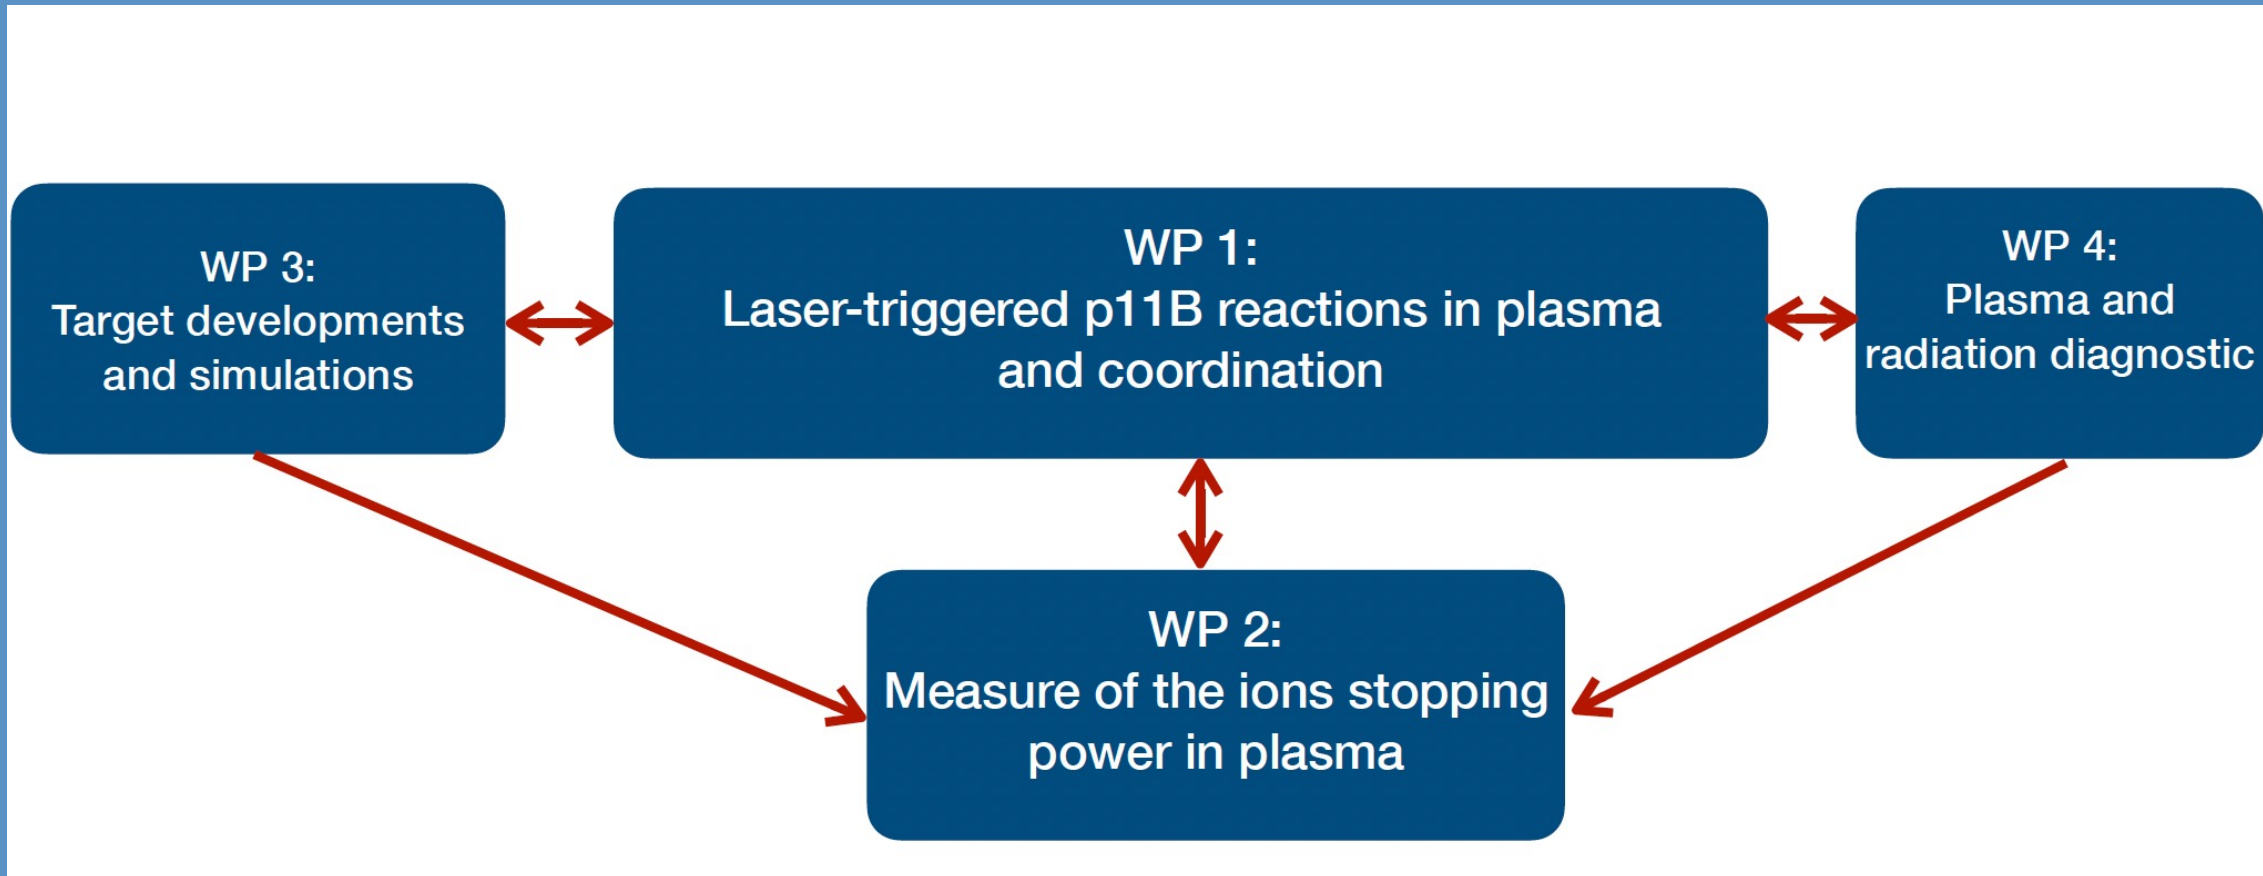 WP 3:
Target developments
and simulations
WP 1:
Laser-triggered p11B reactions in plasma
and coordination
WP 4:
Plasma and
radiation diagnostic
WP 2:
Measure of the ions stopping
power in plasma